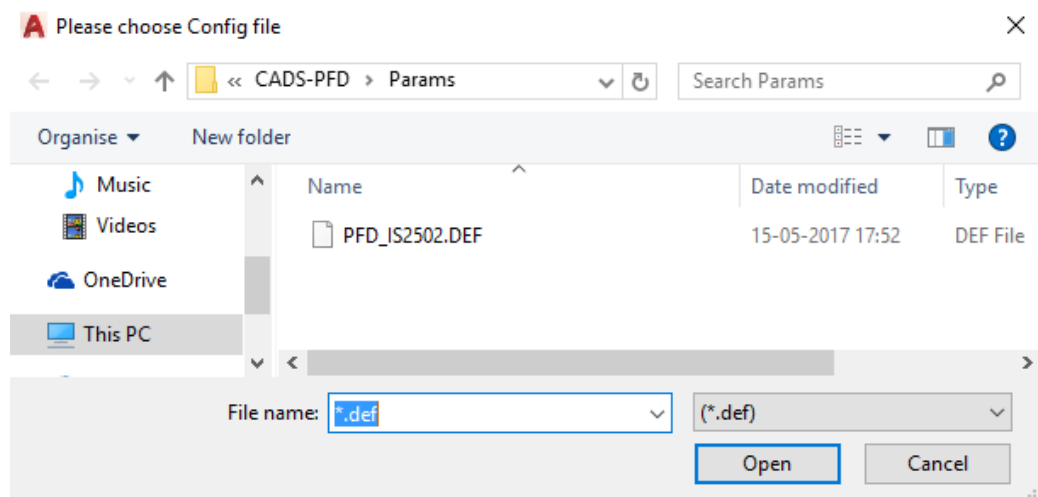 Please choose Config file
« CADS-PFD > Params
Search Params
Organise
New folder
Music
Videos
OneDrive
This PC
Name
Date modified
Type
PFD_IS2502.DEF
15-05-2017 17:52
DEF File
File name:
*.def
(*.def)
Open
Cancel